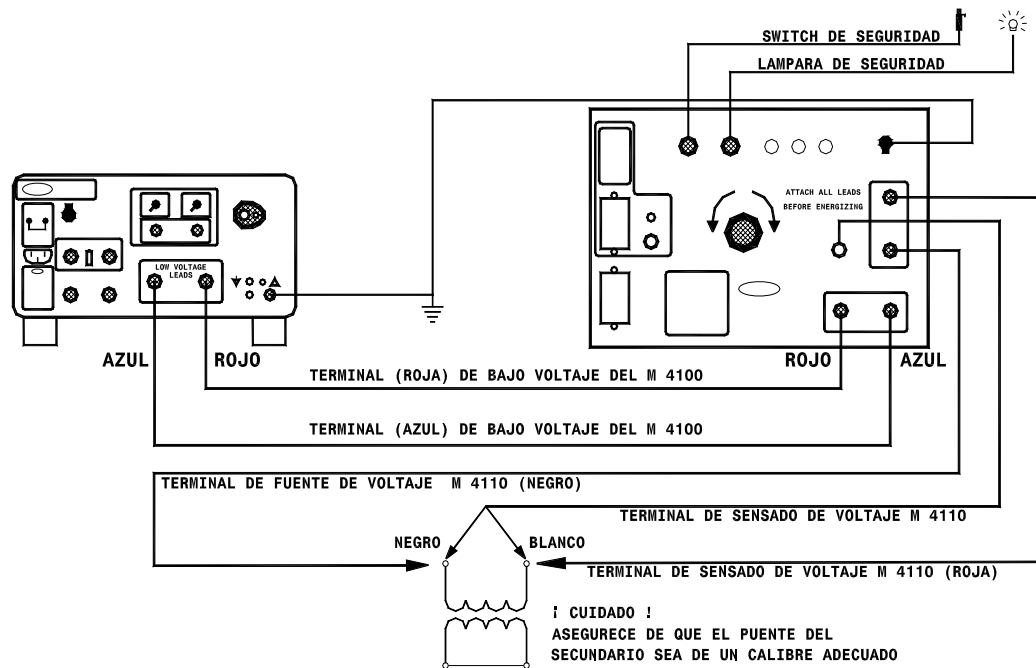 SWITCH DE SEGURIDAD
LAMPARA DE SEGURIDAD
ATTACH ALL LEADS
BEFORE ENERGIZING
LOW VOLTAGE
LEADS
AZUL
ROJO
ROJO
AZUL
TERMINAL (ROJA) DE BAJO VOLTAJE DEL M 4100
TERMINAL (AZUL) DE BAJO VOLTAJE DEL M 4100
TERMINAL DE FUENTE DE VOLTAJE M 4110 (NEGRO)
TERMINAL DE SENSADO DE VOLTAJE M 4110
NEGRO
BLANCO
TERMINAL DE SENSADO DE VOLTAJE M 4110 (ROJA)
¡ CUIDADO !
ASEGURECE DE QUE EL PUENTE DEL
SECUNDARIO SEA DE UN CALIBRE ADECUADO